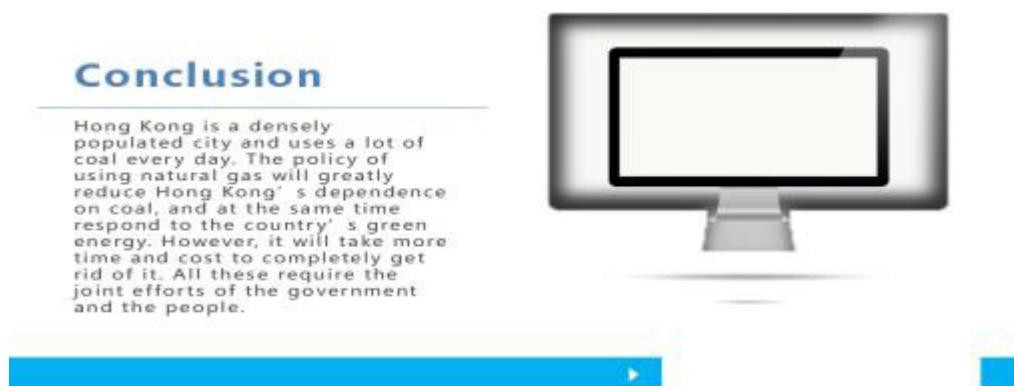 Conclusion
Hong Kong is a densely
populated city and uses a lot of
coal every day. The policy of
using natural gas will greatly
reduce Hong Kong’ s dependence
on coal, and at the same time
respond to the country’ s green
energy. However, it will take more
time and cost to completely get
rid of it. All these require the
joint efforts of the government
and the people.